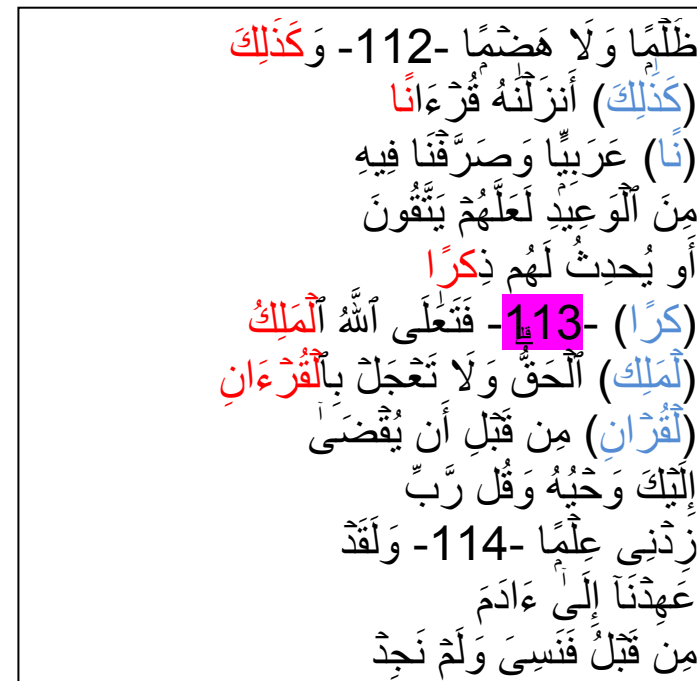 ظَلۡمٗا وَلَا هَضۡمٗا -112- وَكَذَٰلِكَ
(كَذَٰلِكَ) أَنزَلۡنَٰهُ قُرۡءَانًا
(نًا) عَرَبِيّٗا وَصَرَّفۡنَا فِيهِ
مِنَ ٱلۡوَعِيدِ لَعَلَّهُمۡ يَتَّقُونَ
أَو يُحدِثُ لَهُم ذِكرًا
(كرًا) -113- فَتَعَٰلَى ٱللَّهُ ٱلۡمَلِكُ
(لۡمَلِك) ٱلۡحَقُّۗ وَلَا تَعۡجَلۡ بِٱلۡقُرۡءَانِ
(لۡقُرۡانِ) مِن قَبۡلِ أَن يُقۡضَىٰٓ
إِلَيۡكَ وَحۡيُهُ وَقُل رَّبِّ
زِدۡنِى عِلۡمٗا -114- وَلَقَدۡ
عَهِدۡنَآ إِلَىٰٓ ءَادَمَ
مِن قَبۡلُ فَنَسِىَ وَلَمۡ نَجِدۡ